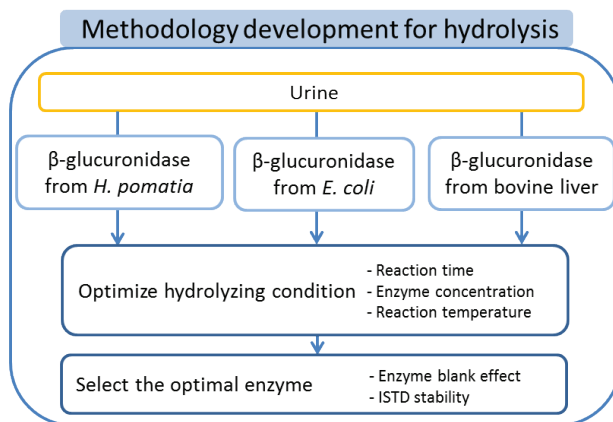 Methodology development for hydrolysis
Urine
β-glucuronidase
from H. pomatia
β-glucuronidase
from E. coli
β-glucuronidase
from bovine liver
Optimize hydrolyzing condition
- Reaction time
- Enzyme concentration
- Reaction temperature
Select the optimal enzyme
- Enzyme blank effect
- ISTD stability